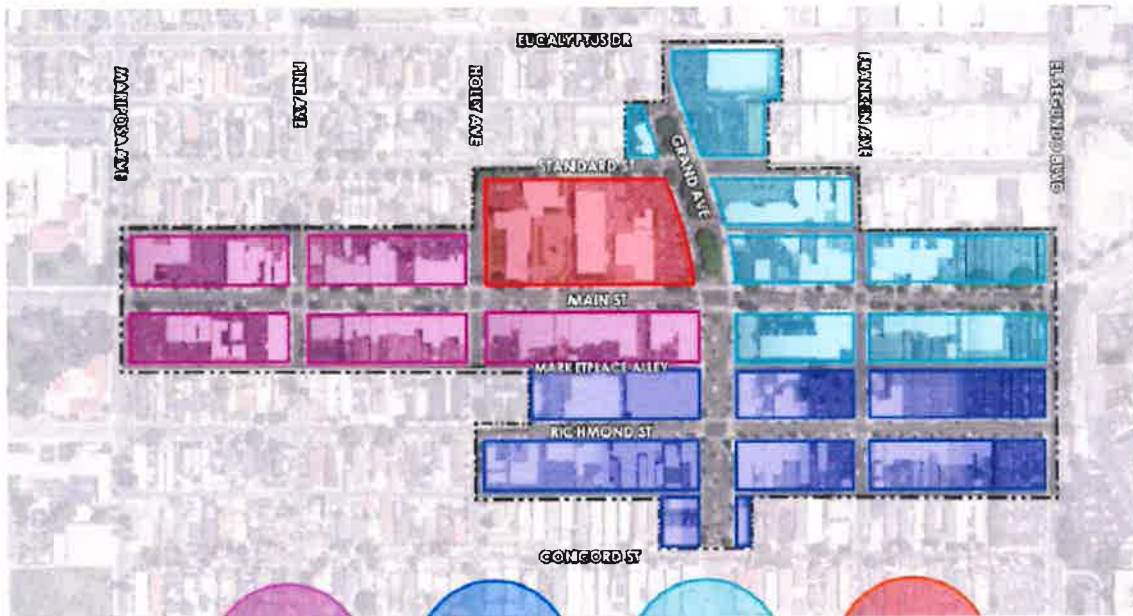 EUCALYPTUS DR
MARIPOSA AVE
PINE AVE
HOLLY AVE
FRANKLIN AVE
EL SEGUNDO BLVD
GRAND AVE
STANDARD ST
MAIN ST
MARKETPLACE ALLEY
RICHMOND ST
CONCORD ST